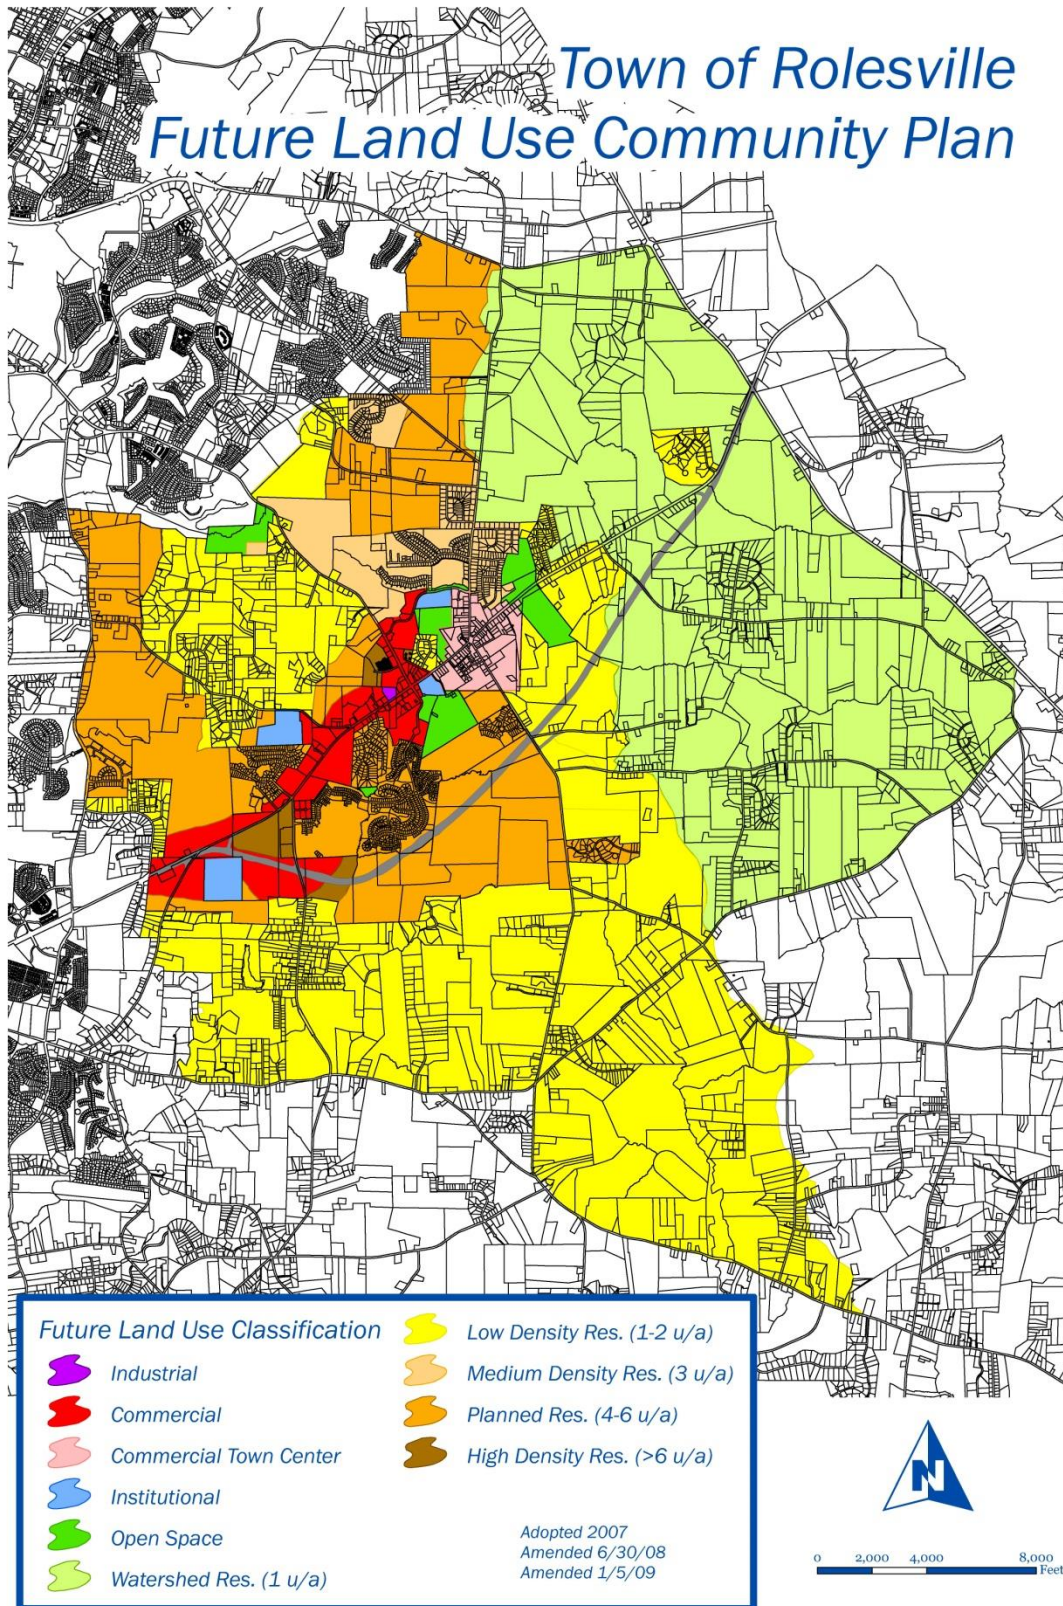 Town of Rolesville
Future Land Use Community Plan
Future Land Use Classification
Industrial
Commercial
Commercial Town Center
Institutional
Open Space
Watershed Res. (1 u/a)
Low Density Res. (1-2 u/a)
Medium Density Res. (3 u/a)
Planned Res. (4-6 u/a)
High Density Res. (>6 u/a)
Adopted 2007
Amended 6/30/08
Amended 1/5/09
N
0 2,000 4,000 8,000
Feet